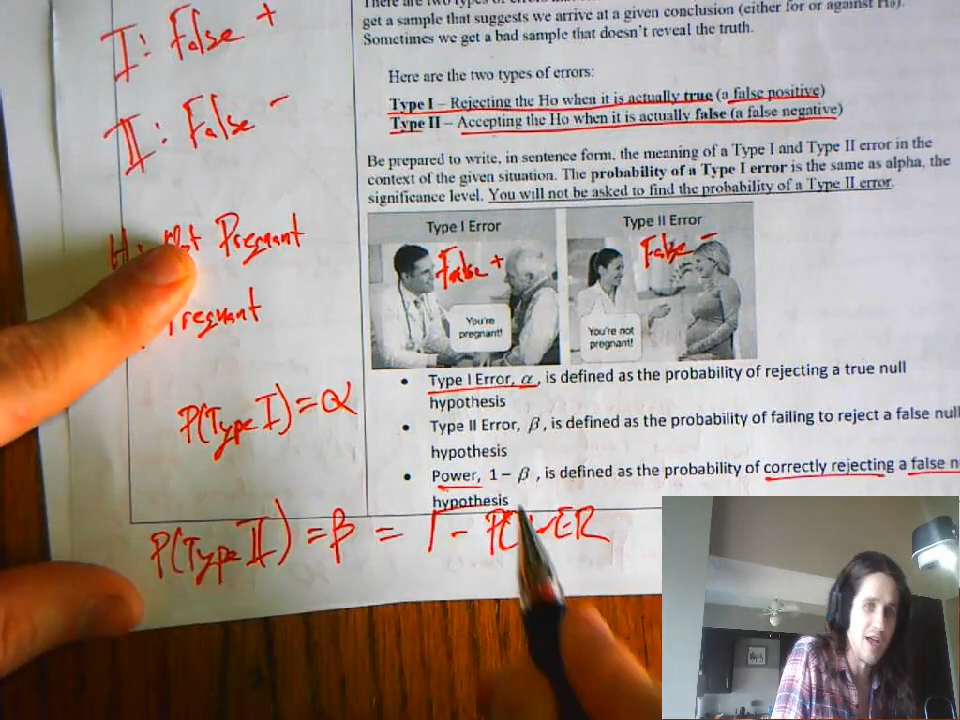 I: False +
II: False −
Pregnant
Pregnant
P(Type I) = α
P(Type II) = β = 1 - 
get a sample that suggests we arrive at a given conclusion (either for or against Ho).
Sometimes we get a bad sample that doesn't reveal the truth.
Here are the two types of errors:
Type I – Rejecting the Ho when it is actually true (a false positive)
Type II – Accepting the Ho when it is actually false (a false negative)
Be prepared to write, in sentence form, the meaning of a Type I and Type II error in the
context of the given situation. The probability of a Type I error is the same as alpha, the
significance level. You will not be asked to find the probability of a Type II error.
Type I Error
False +
You're
pregnant!
Type II Error
False −
You're not
pregnant!
• Type I Error, α, is defined as the probability of rejecting a true null
hypothesis
• Type II Error, β, is defined as the probability of failing to reject a false null
hypothesis
• Power, 1 − β, is defined as the probability of correctly rejecting a false
hypothesis